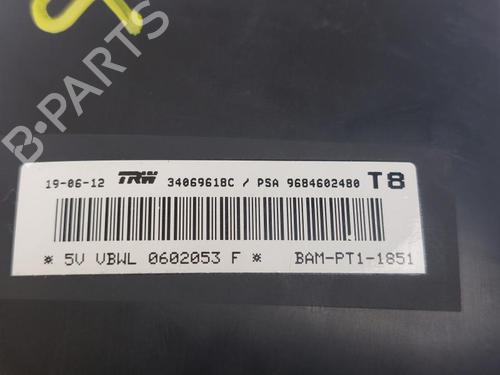 B-PARTS
19-06-12 TRW 34069618C / PSA 9684602480 T8
* 5V VBWL 0602053 F * BAM-PT1-1851